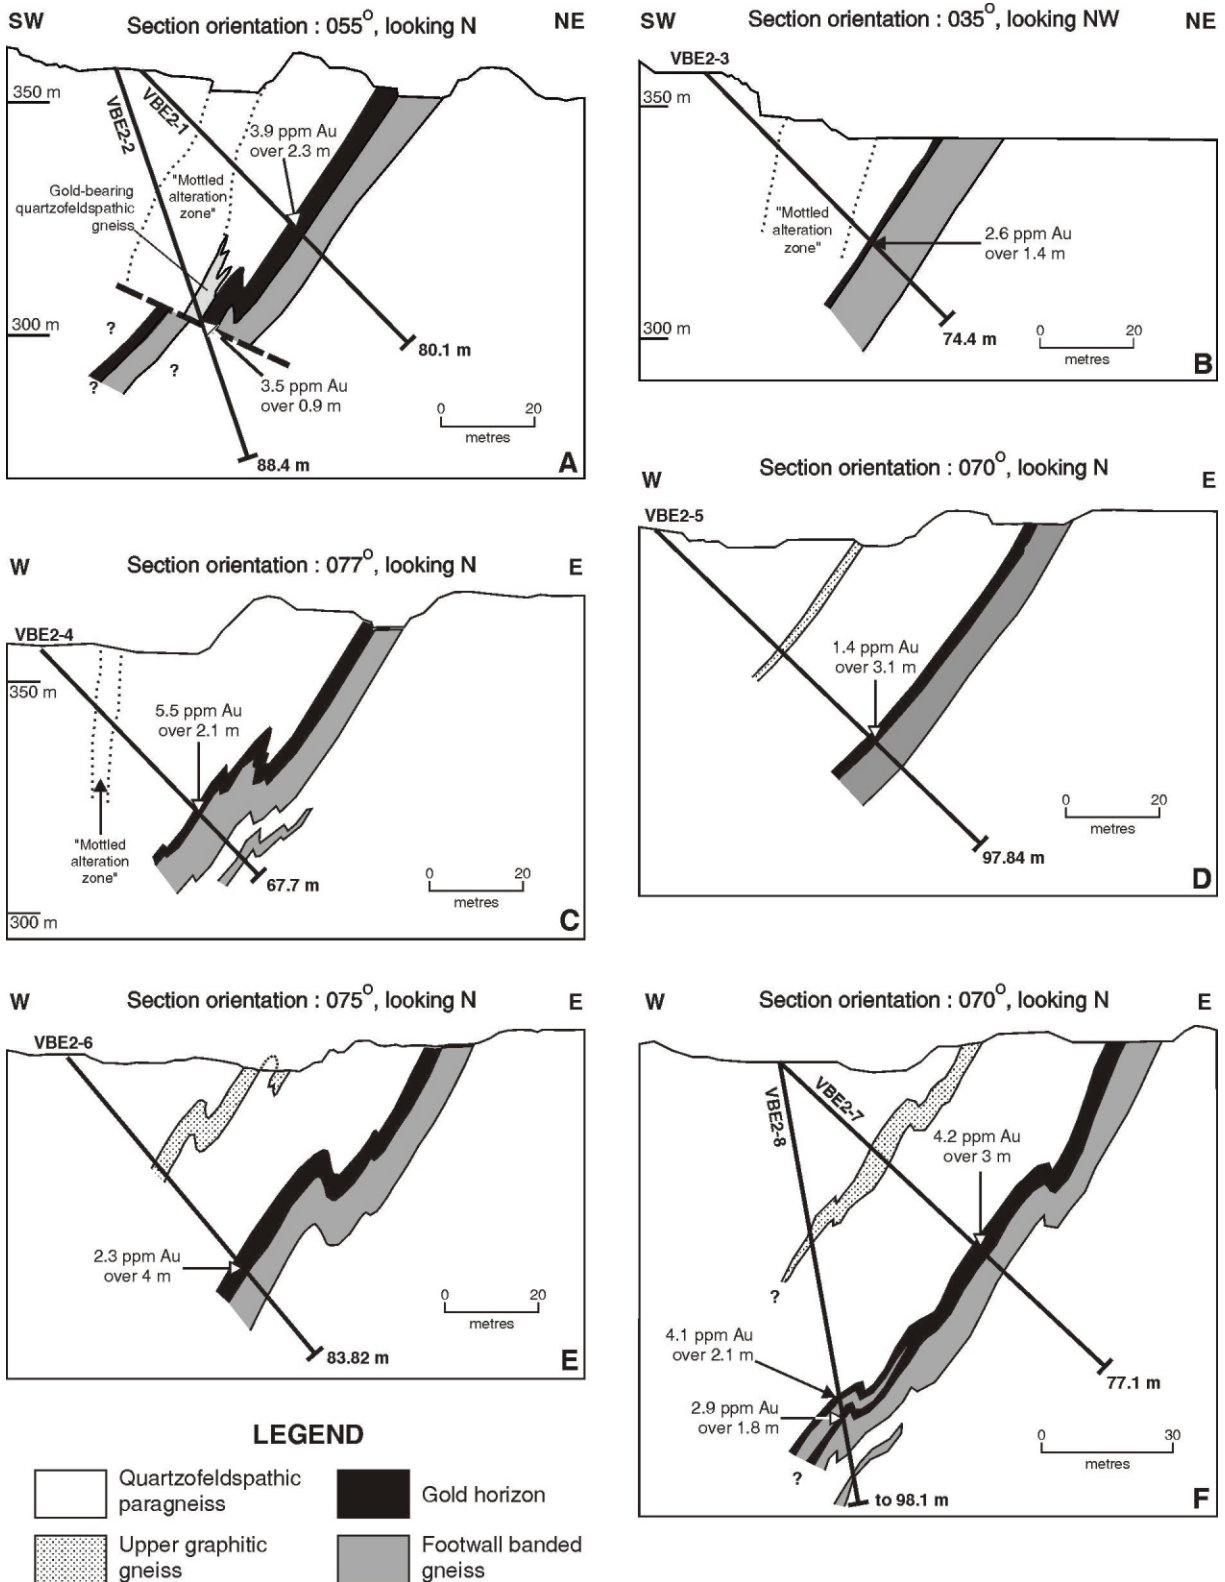 SW
Section orientation : 055°, looking N
NE
350 m
VBE2-2
VBE2-1
3.9 ppm Au
over 2.3 m
"Mottled
alteration
zone"
Gold-bearing
quartzofeldspathic
gneiss
300 m
?
?
?
3.5 ppm Au
over 0.9 m
80.1 m
88.4 m
0 20
metres
A
SW
Section orientation : 035°, looking NW
NE
VBE2-3
350 m
"Mottled
alteration
zone"
2.6 ppm Au
over 1.4 m
300 m
74.4 m
0 20
metres
B
W
Section orientation : 077°, looking N
E
VBE2-4
350 m
5.5 ppm Au
over 2.1 m
"Mottled
alteration
zone"
67.7 m
300 m
0 20
metres
C
W
Section orientation : 070°, looking N
E
VBE2-5
1.4 ppm Au
over 3.1 m
97.84 m
0 20
metres
D
W
Section orientation : 075°, looking N
E
VBE2-6
2.3 ppm Au
over 4 m
83.82 m
0 20
metres
E
W
Section orientation : 070°, looking N
E
VBE2-8
VBE2-7
4.2 ppm Au
over 3 m
?
4.1 ppm Au
over 2.1 m
2.9 ppm Au
over 1.8 m
?
77.1 m
to 98.1 m
0 30
metres
F
LEGEND
Quartzofeldspathic
paragneiss
Gold horizon
Upper graphitic
gneiss
Footwall banded
gneiss